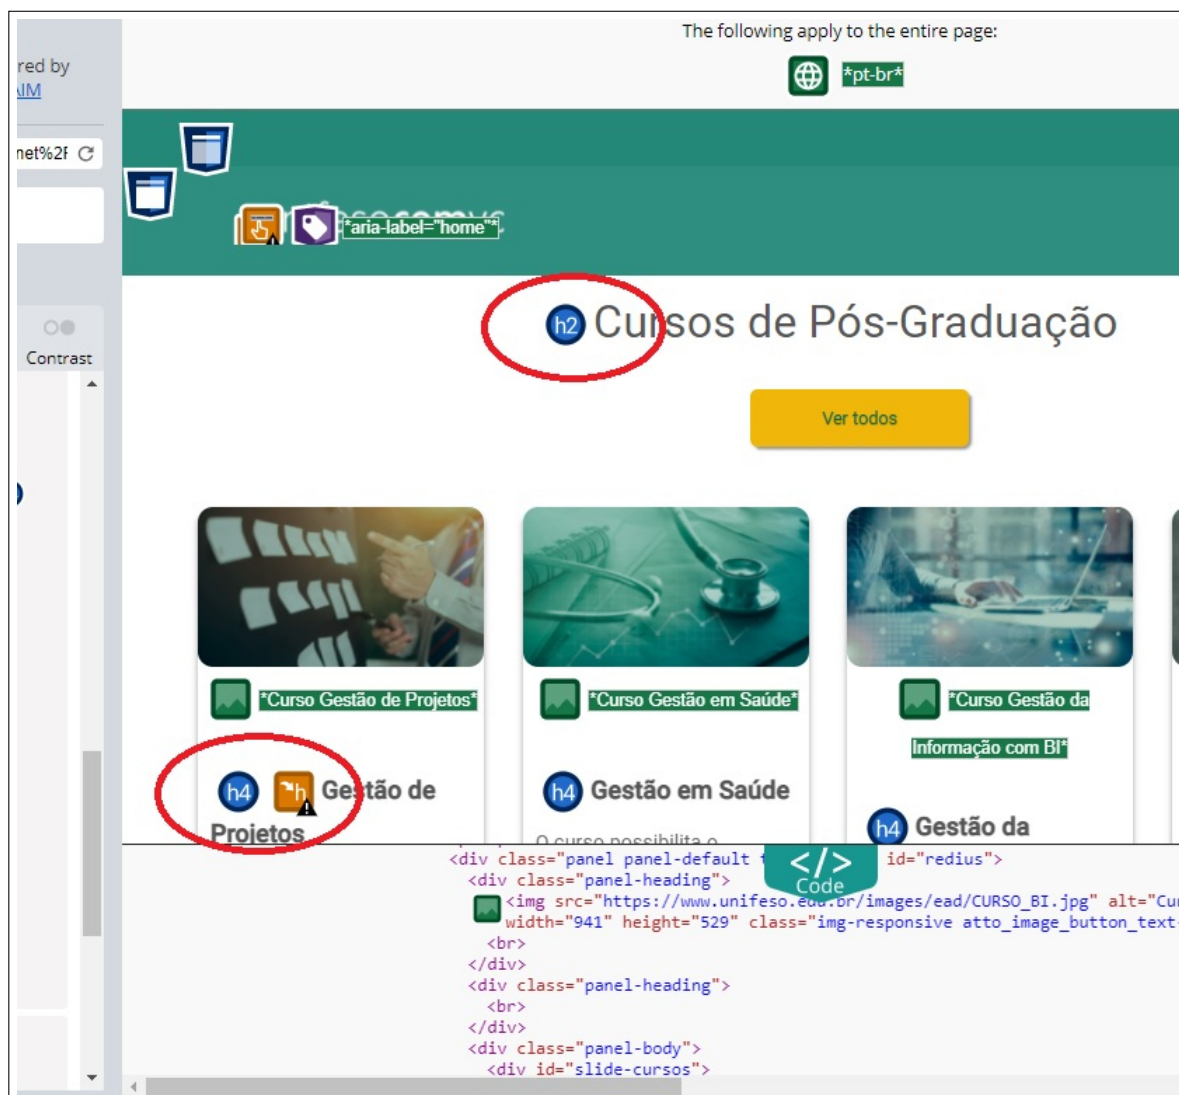 The following apply to the entire page:
red by
AIM
*pt-br*
net%2F
*aria-label="home"*
Contrast
h2 Cursos de Pós-Graduação
Ver todos
*Curso Gestão de Projetos*
*Curso Gestão em Saúde*
*Curso Gestão da
Informação com BI*
h4 h Gestão de
Projetos
h4 Gestão em Saúde
O curso possibilita o
h4 Gestão da
<div class="panel panel-default t
id="redius">
</>
Code
<div class="panel-heading">
<img src="https://www.unifeso.edu.br/images/ead/CURSO_BI.jpg" alt="Cu
width="941" height="529" class="img-responsive atto_image_button_text-
<br>
</div>
<div class="panel-heading">
<br>
</div>
<div class="panel-body">
<div id="slide-cursos">